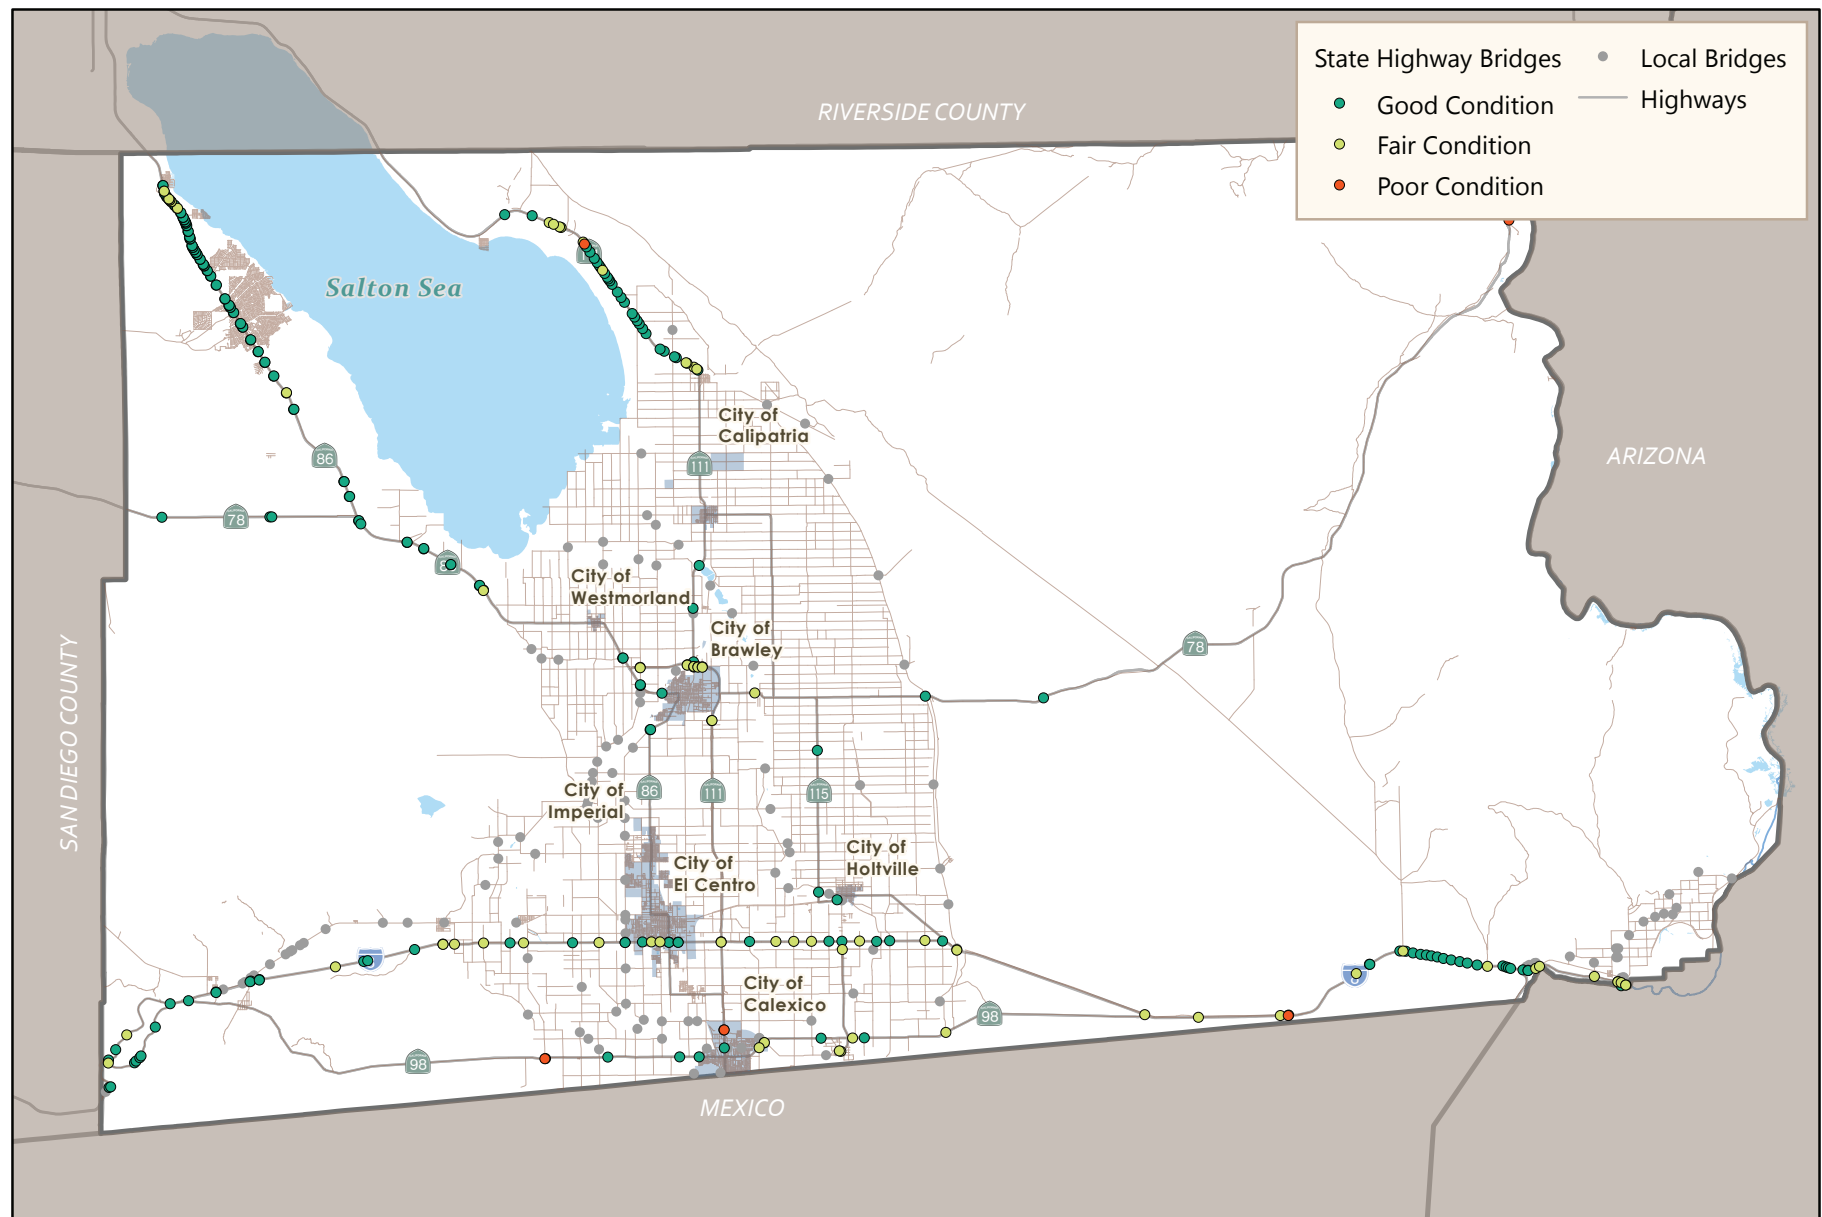 State Highway Bridges
Good Condition
Fair Condition
Poor Condition
Local Bridges
Highways
RIVERSIDE COUNTY
Salton Sea
City of
Calipatria
ARIZONA
86
111
78
City of
Westmorland
City of
Brawley
78
SAN DIEGO COUNTY
86
111
115
City of
Imperial
City of
El Centro
City of
Holtville
City of
Calexico
98
98
MEXICO